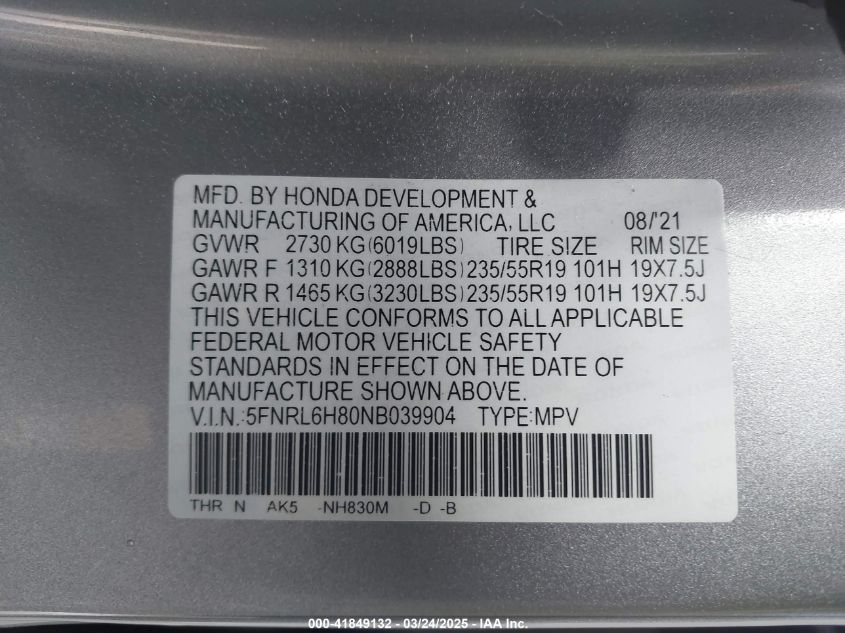 MFD. BY HONDA DEVELOPMENT &
MANUFACTURING OF AMERICA, LLC 08/'21
GVWR 2730 KG(6019LBS) TIRE SIZE RIM SIZE
GAWR F 1310 KG(2888LBS) 235/55R19 101H 19X7.5J
GAWR R 1465 KG(3230LBS) 235/55R19 101H 19X7.5J
THIS VEHICLE CONFORMS TO ALL APPLICABLE
FEDERAL MOTOR VEHICLE SAFETY
STANDARDS IN EFFECT ON THE DATE OF
MANUFACTURE SHOWN ABOVE.
V.I.N.:5FNRL6H80NB039904 TYPE:MPV
THR N AK5 -NH830M -D -B
000-41849132 - 03/24/2025 - IAA Inc.